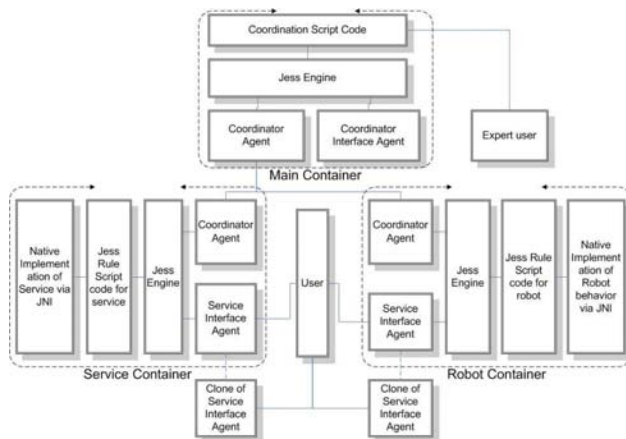 Coordination Script Code
Jess Engine
Coordinator
Agent
Coordinator
Interface Agent
Expert user
Main Container
Native
Implement
ation of
Service via
JNI
Jess Rule
Script
code for
service
Jess Engine
Coordinator
Agent
Service
Interface
Agent
User
Coordinator
Agent
Service
Interface
Agent
Jess
Engine
Jess Rule
Script
code for
robot
Native
Implement
ation of
Robot
behavior
via JNI
Service Container
Robot Container
Clone of
Service
Interface
Agent
Clone of
Service
Interface
Agent